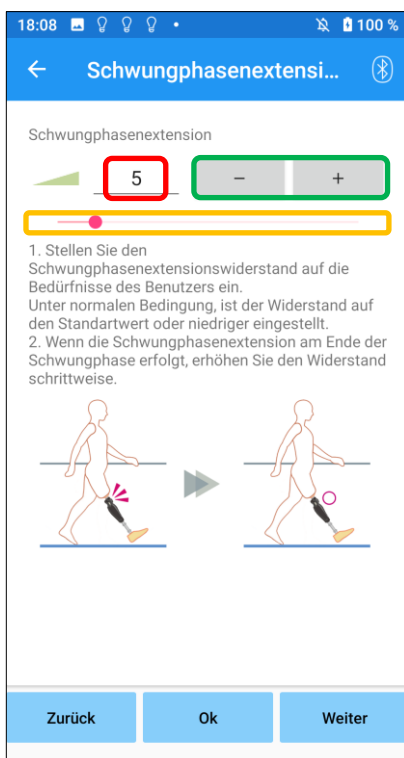 18:08 100 %
Schwungphasenextensi...
Schwungphasenextension
5 − +
1. Stellen Sie den
Schwungphasenextensionswiderstand auf die
Bedürfnisse des Benutzers ein.
Unter normalen Bedingung, ist der Widerstand auf
den Standartwert oder niedriger eingestellt.
2. Wenn die Schwungphasenextension am Ende der
Schwungphase erfolgt, erhöhen Sie den Widerstand
schrittweise.
Zurück Ok Weiter